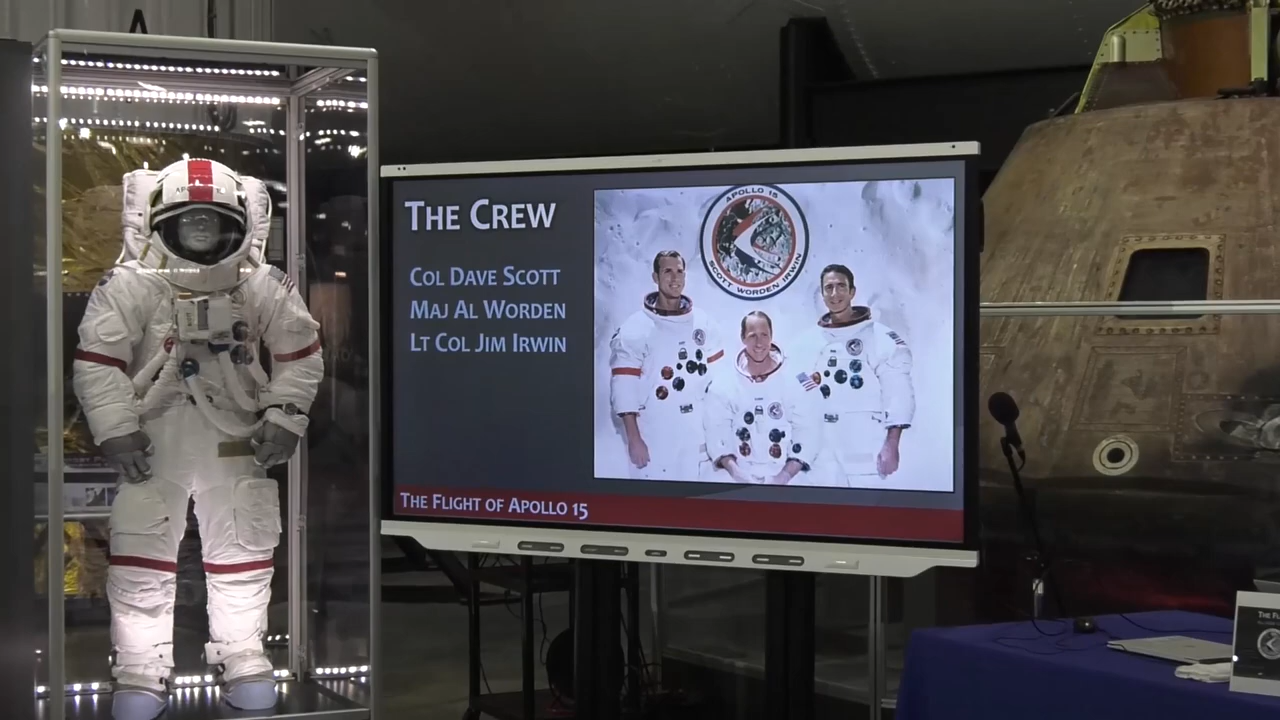 THE CREW
COL DAVE SCOTT
MAJ AL WORDEN
LT COL JIM IRWIN
APOLLO 15
SCOTT WORDEN IRWIN
THE FLIGHT OF APOLLO 15